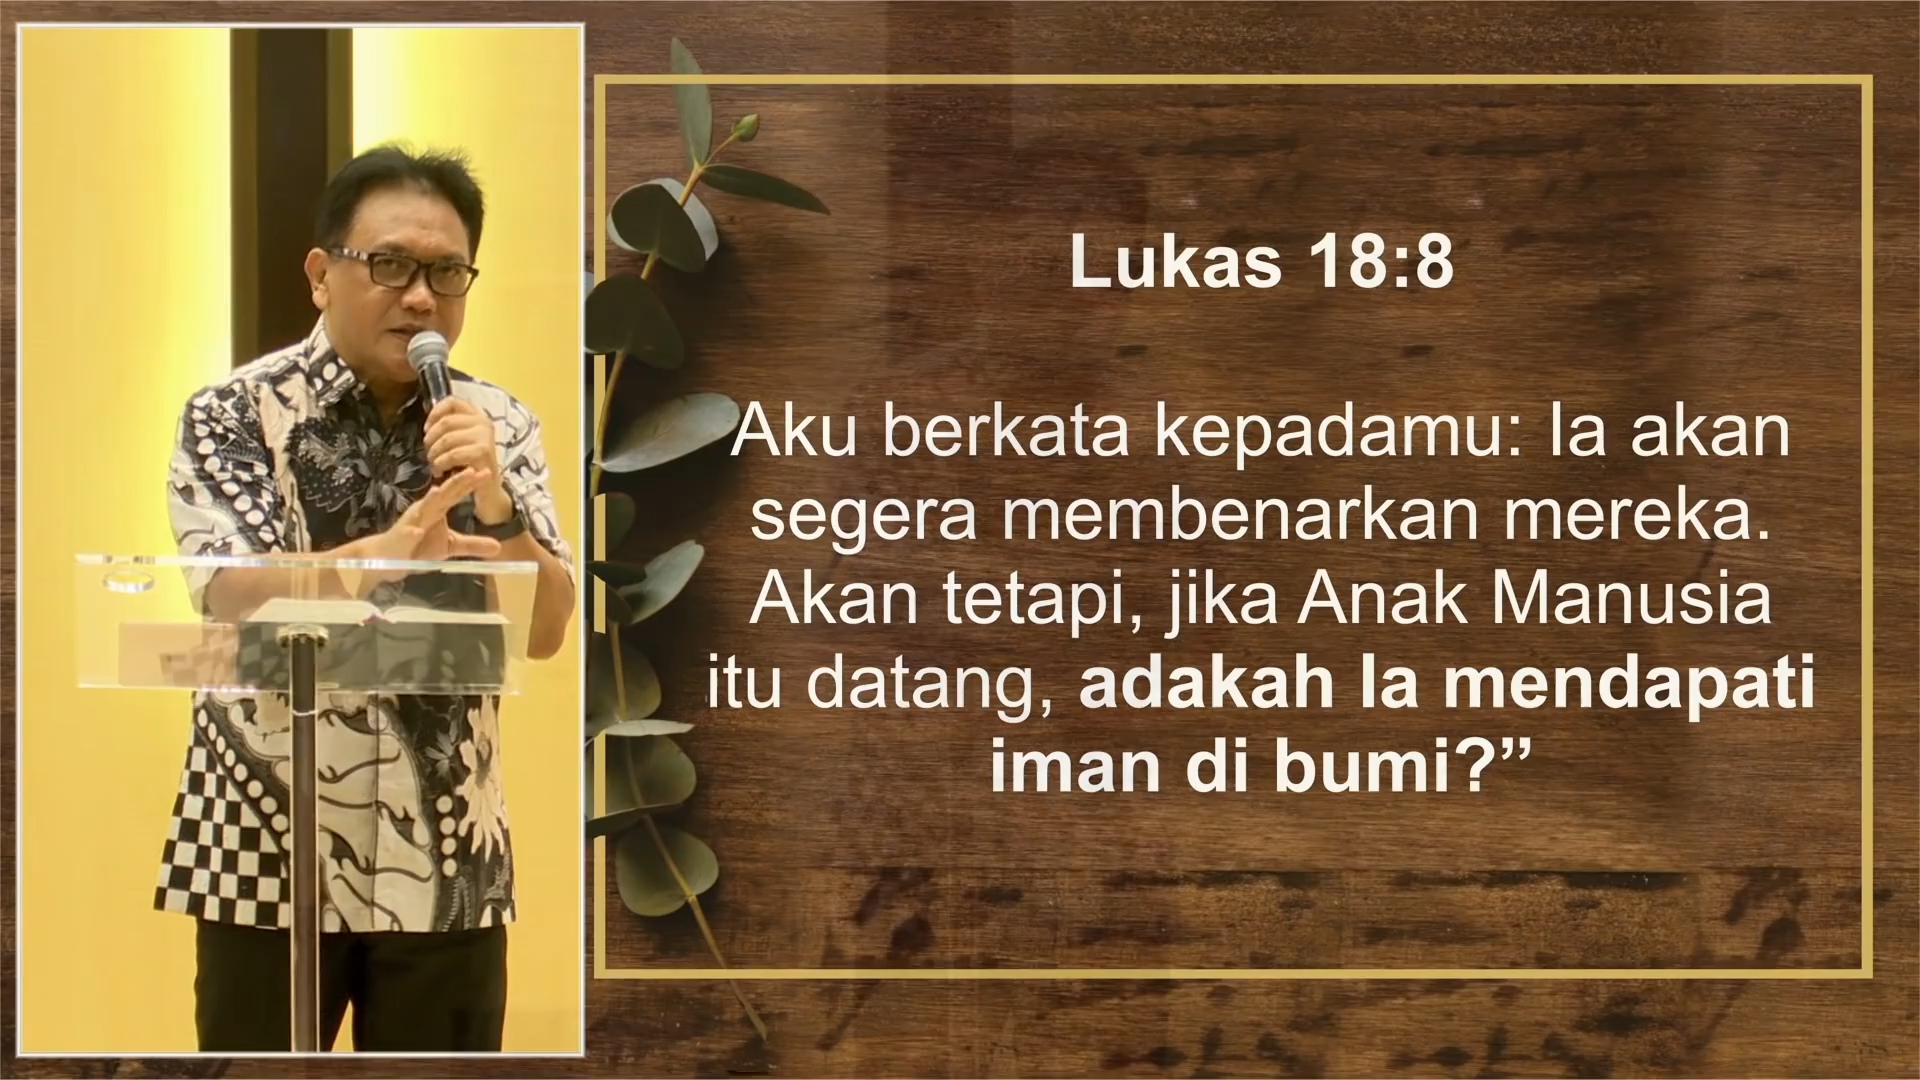 Lukas 18:8
Aku berkata kepadamu: Ia akan
segera membenarkan mereka.
Akan tetapi, jika Anak Manusia
itu datang, adakah Ia mendapati
iman di bumi?”